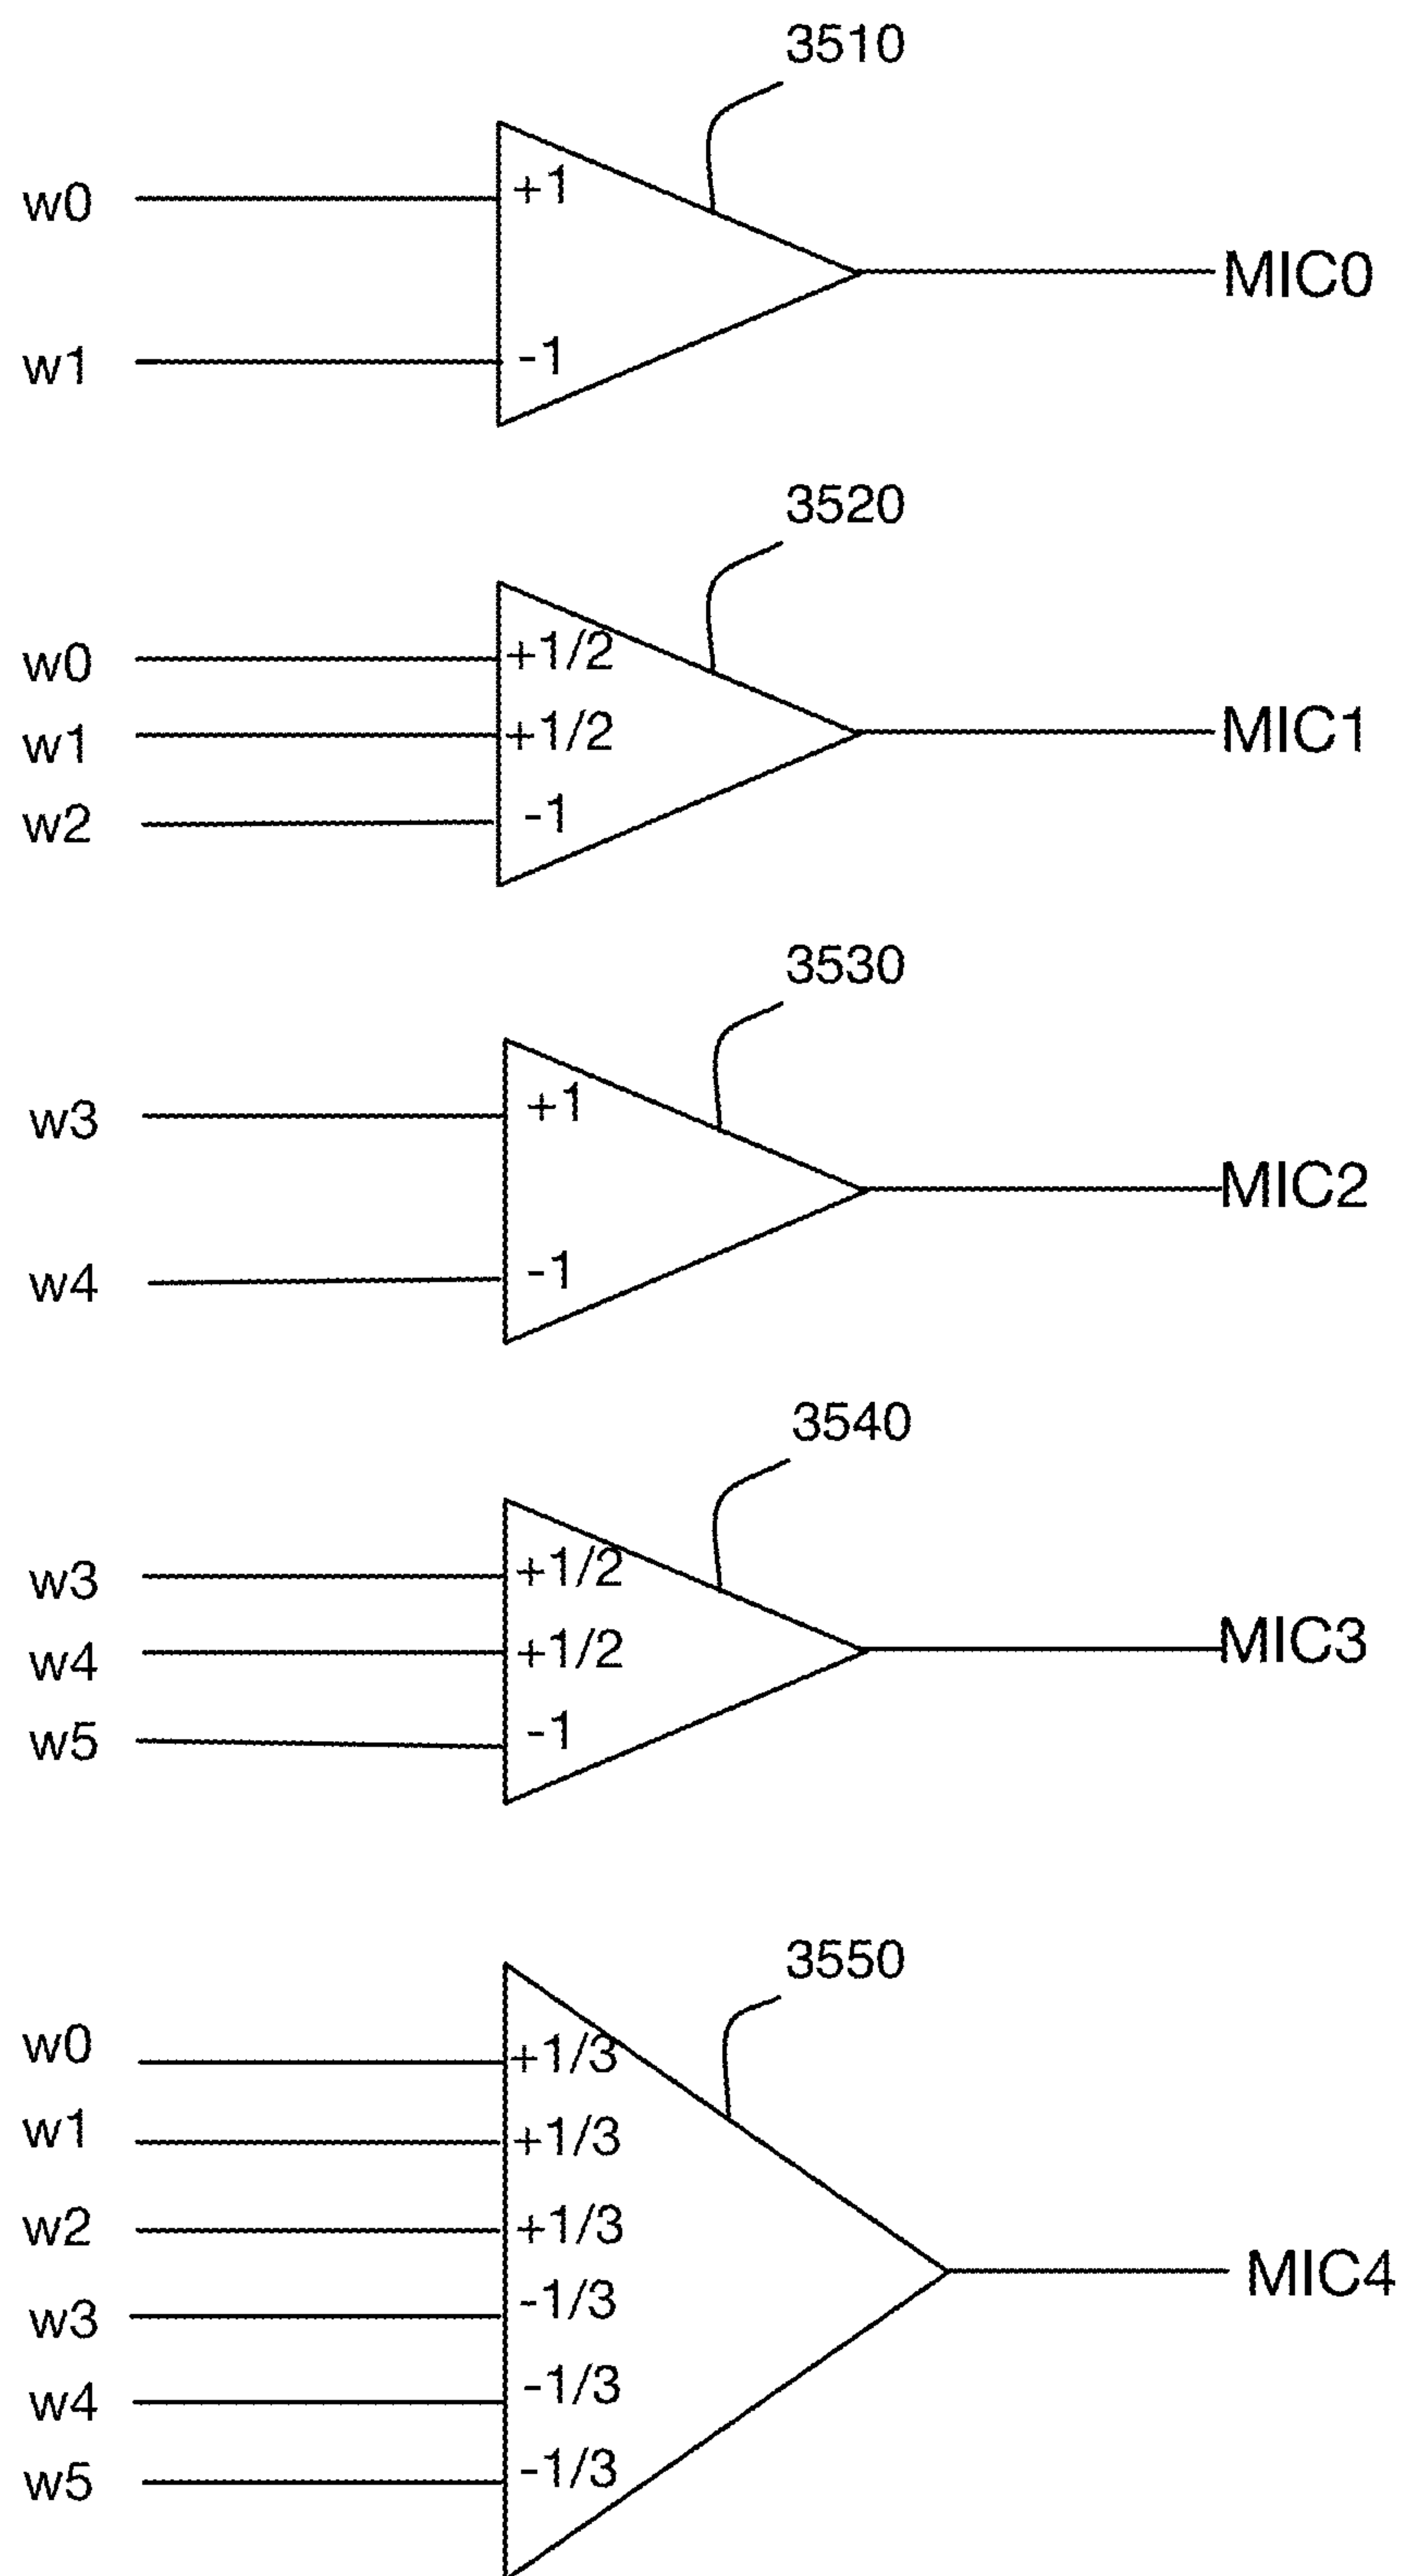 3510
w0 +1
MIC0
w1 -1
3520
w0 +1/2
w1 +1/2 MIC1
w2 -1
3530
w3 +1
MIC2
w4 -1
3540
w3 +1/2
w4 +1/2 MIC3
w5 -1
3550
w0 +1/3
w1 +1/3
w2 +1/3
MIC4
w3 -1/3
w4 -1/3
w5 -1/3